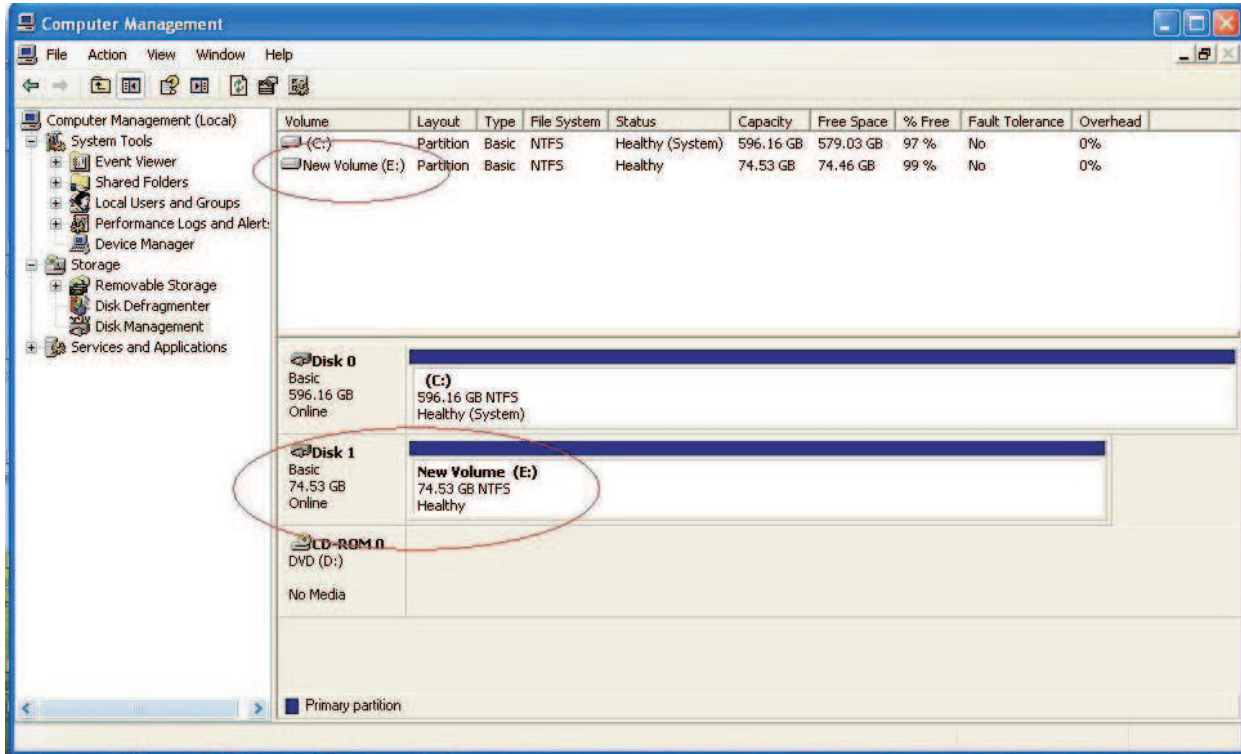 Computer Management
File Action View Window Help
Computer Management (Local)
System Tools
Event Viewer
Shared Folders
Local Users and Groups
Performance Logs and Alert
Device Manager
Storage
Removable Storage
Disk Defragmenter
Disk Management
Services and Applications
Volume Layout Type File System Status Capacity Free Space % Free Fault Tolerance Overhead
(C:) Partition Basic NTFS Healthy (System) 596.16 GB 579.03 GB 97 % No 0%
New Volume (E:) Partition Basic NTFS Healthy 74.53 GB 74.46 GB 99 % No 0%
Disk 0
Basic
596.16 GB
Online
(C:)
596.16 GB NTFS
Healthy (System)
Disk 1
Basic
74.53 GB
Online
New Volume (E:)
74.53 GB NTFS
Healthy
CD-ROM 0
DVD (D:)
No Media
Primary partition